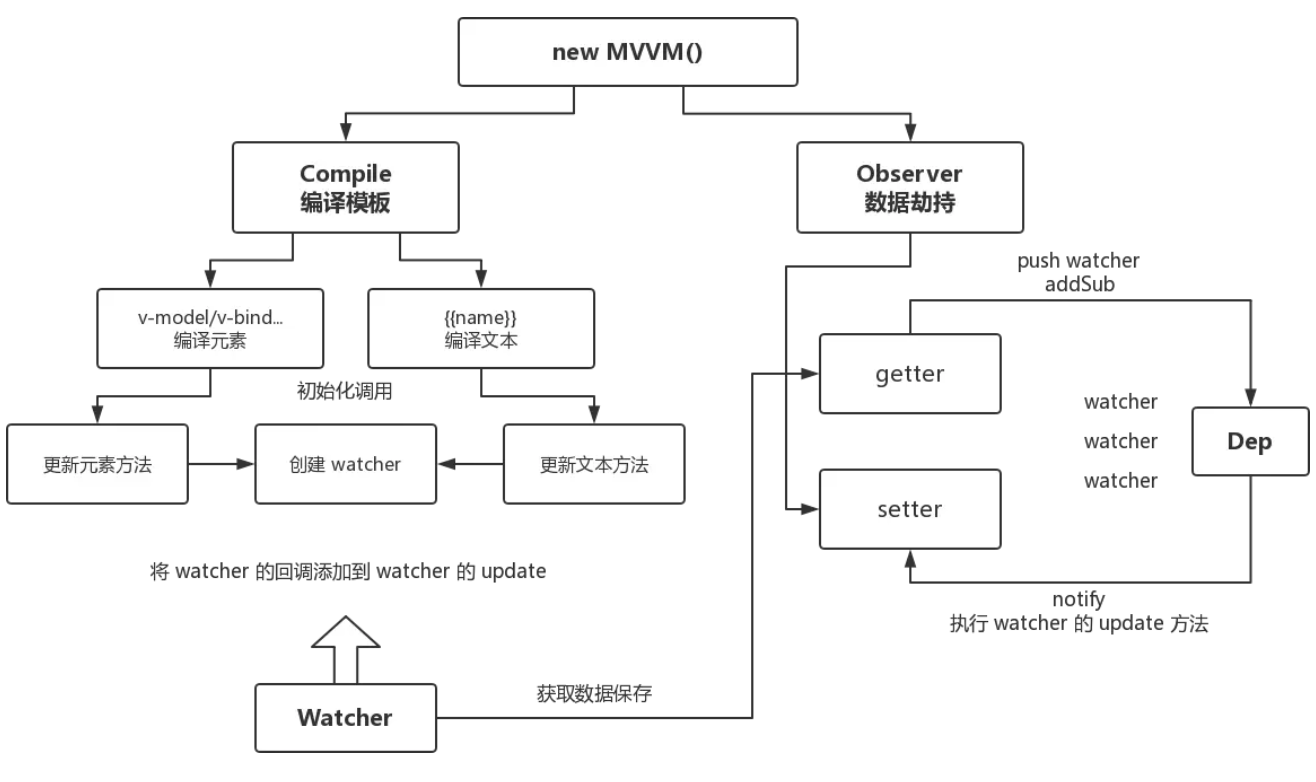 new MVVM()
Compile
编译模板
Observer
数据劫持
push watcher
addSub
v-model/v-bind...
编译元素
{{name}}
编译文本
getter
初始化调用
watcher
watcher
watcher
Dep
更新元素方法
创建 watcher
更新文本方法
setter
将 watcher 的回调添加到 watcher 的 update
notify
执行 watcher 的 update 方法
获取数据保存
Watcher